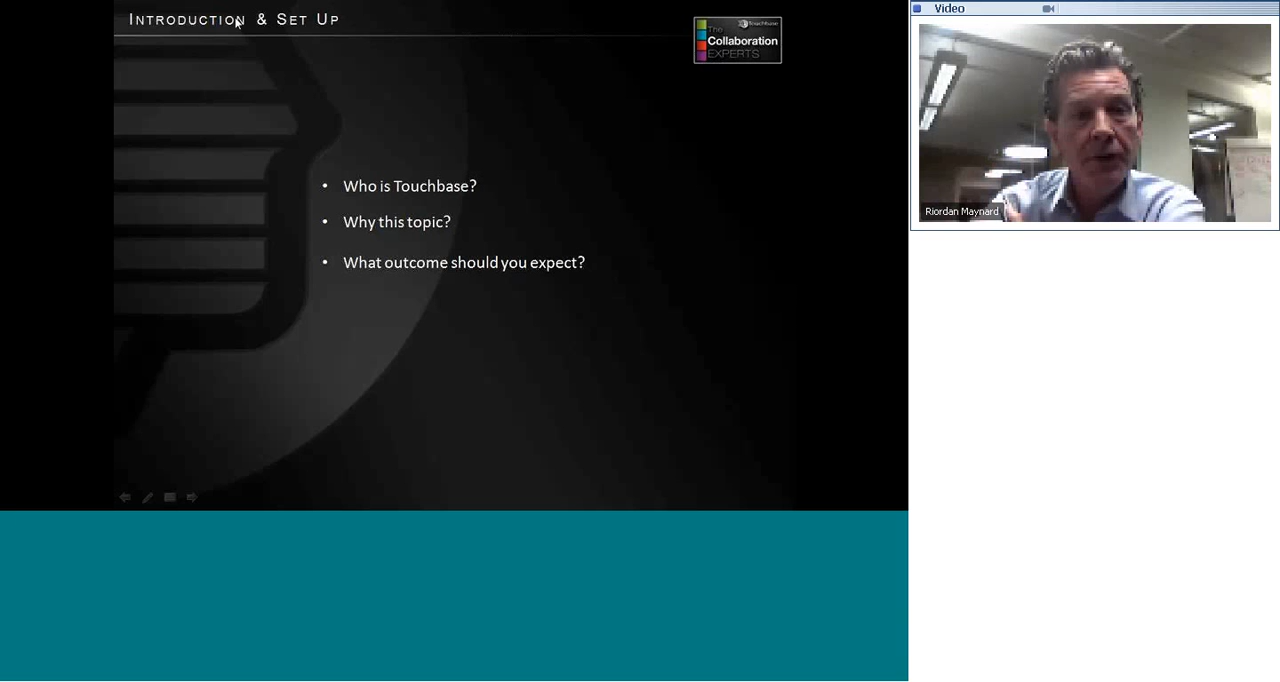 INTRODUCTION & SET UP
Touchbase
The
Collaboration
EXPERTS
• Who is Touchbase?
• Why this topic?
• What outcome should you expect?
Video
Riordan Maynard